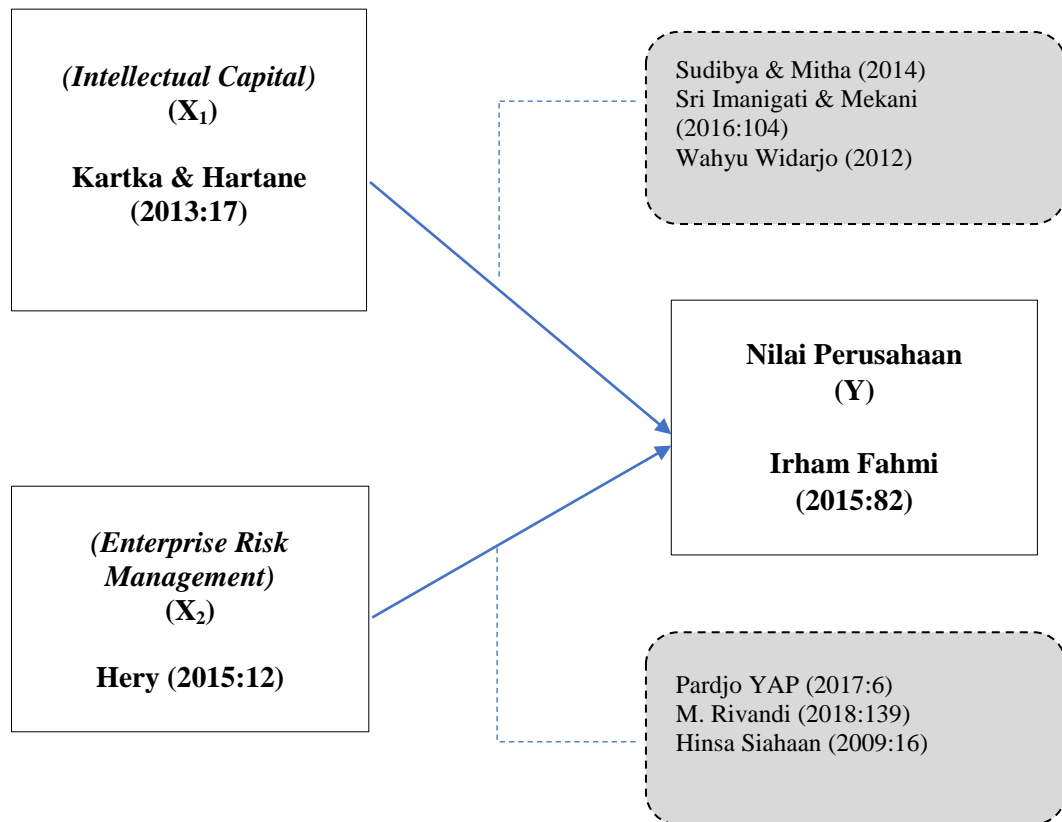 (Intellectual Capital)
(X₁)
Kartka & Hartane
(2013:17)
Sudibya & Mitha (2014)
Sri Imanigati & Mekani
(2016:104)
Wahyu Widarjo (2012)
Nilai Perusahaan
(Y)
Irham Fahmi
(2015:82)
(Enterprise Risk
Management)
(X₂)
Hery (2015:12)
Pardjo YAP (2017:6)
M. Rivandi (2018:139)
Hinsa Siahaan (2009:16)